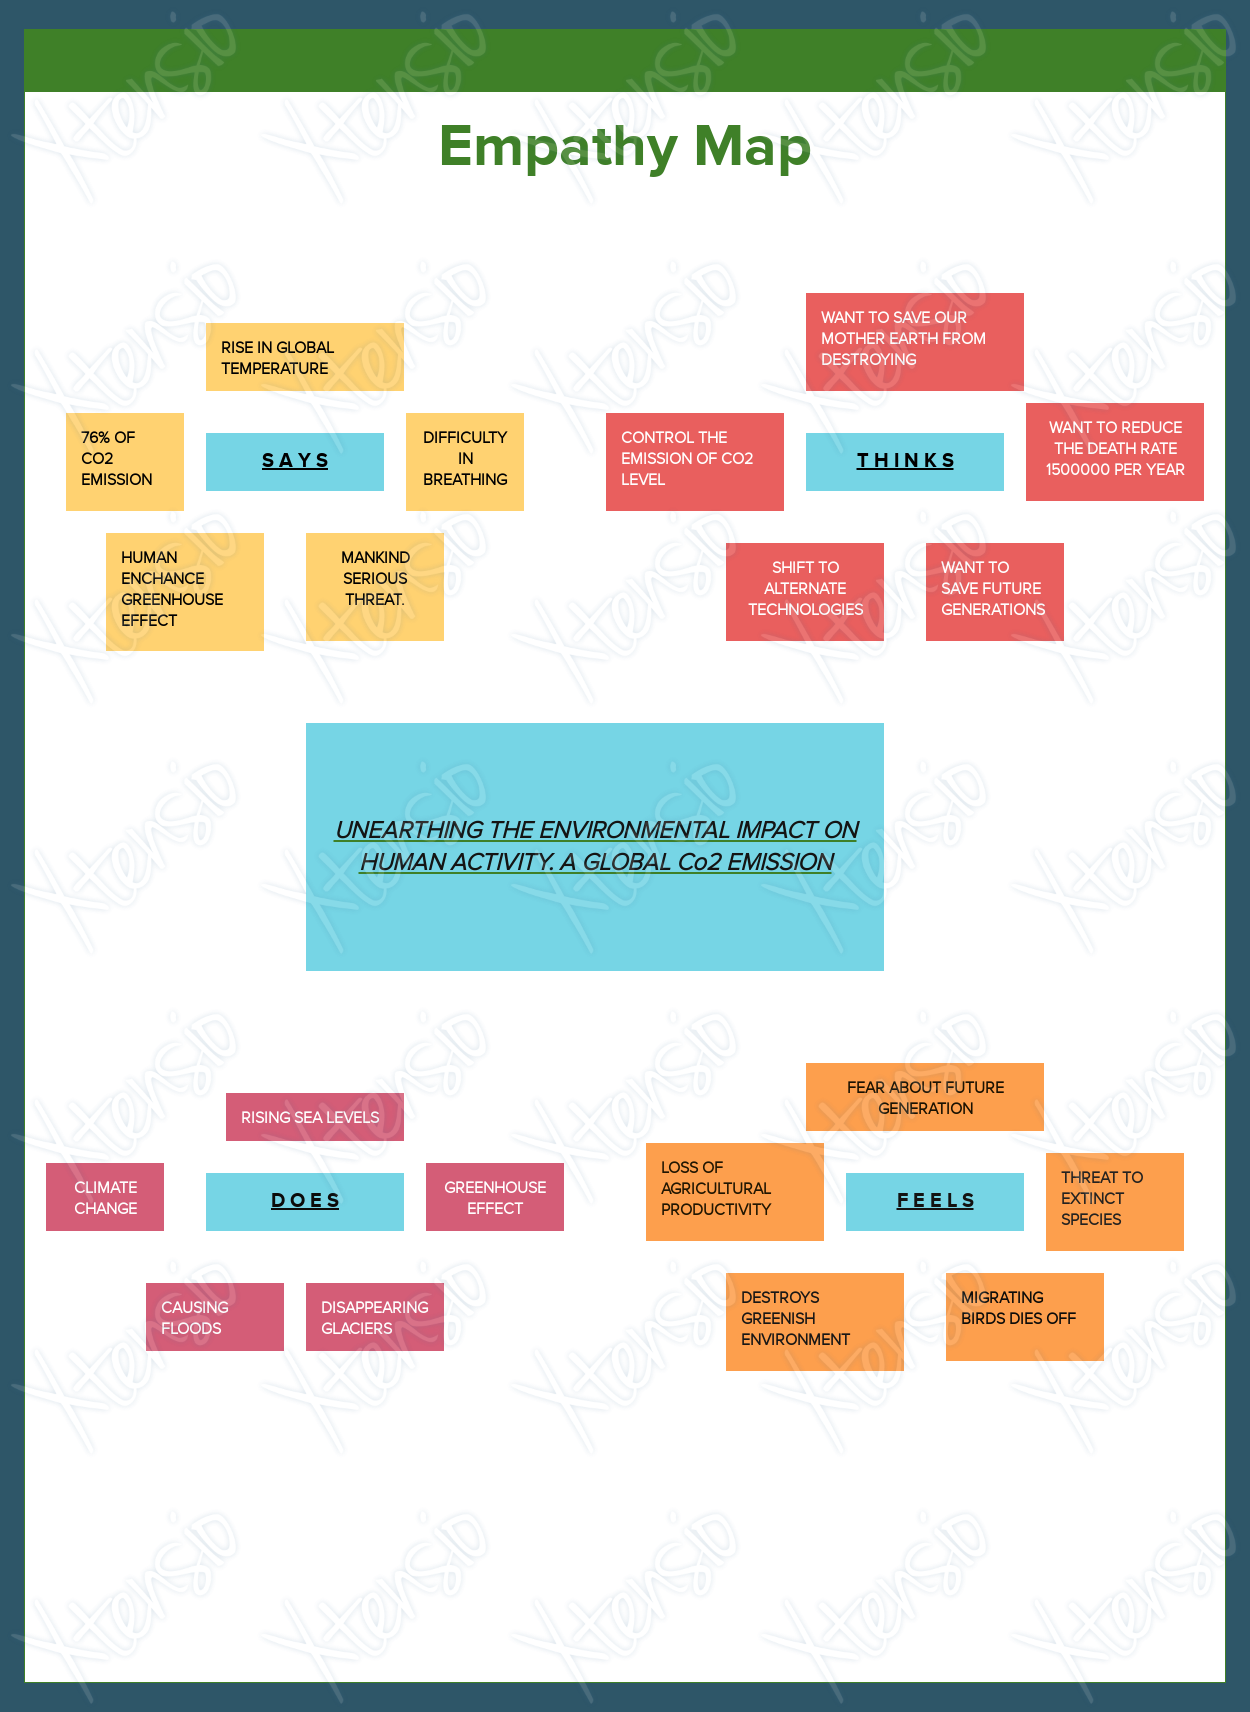 Empathy Map
RISE IN GLOBAL
TEMPERATURE
76% OF
CO2
EMISSION
SAYS
DIFFICULTY
IN
BREATHING
HUMAN
ENCHANCE
GREENHOUSE
EFFECT
MANKIND
SERIOUS
THREAT.
WANT TO SAVE OUR
MOTHER EARTH FROM
DESTROYING
CONTROL THE
EMISSION OF CO2
LEVEL
THINKS
WANT TO REDUCE
THE DEATH RATE
1500000 PER YEAR
SHIFT TO
ALTERNATE
TECHNOLOGIES
WANT TO
SAVE FUTURE
GENERATIONS
UNEARTHING THE ENVIRONMENTAL IMPACT ON
HUMAN ACTIVITY. A GLOBAL Co2 EMISSION
RISING SEA LEVELS
CLIMATE
CHANGE
DOES
GREENHOUSE
EFFECT
CAUSING
FLOODS
DISAPPEARING
GLACIERS
FEAR ABOUT FUTURE
GENERATION
LOSS OF
AGRICULTURAL
PRODUCTIVITY
FEELS
THREAT TO
EXTINCT
SPECIES
DESTROYS
GREENISH
ENVIRONMENT
MIGRATING
BIRDS DIES OFF
Xtensio